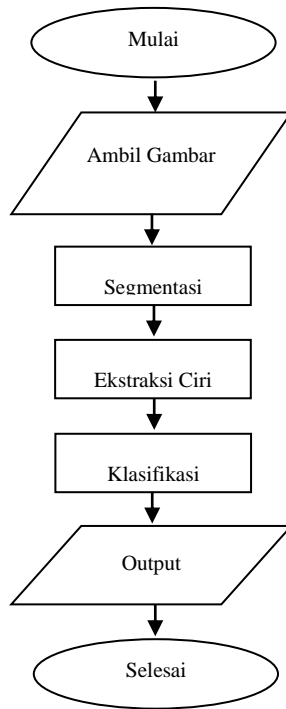 Mulai
Ambil Gambar
Segmentasi
Ekstraksi Ciri
Klasifikasi
Output
Selesai